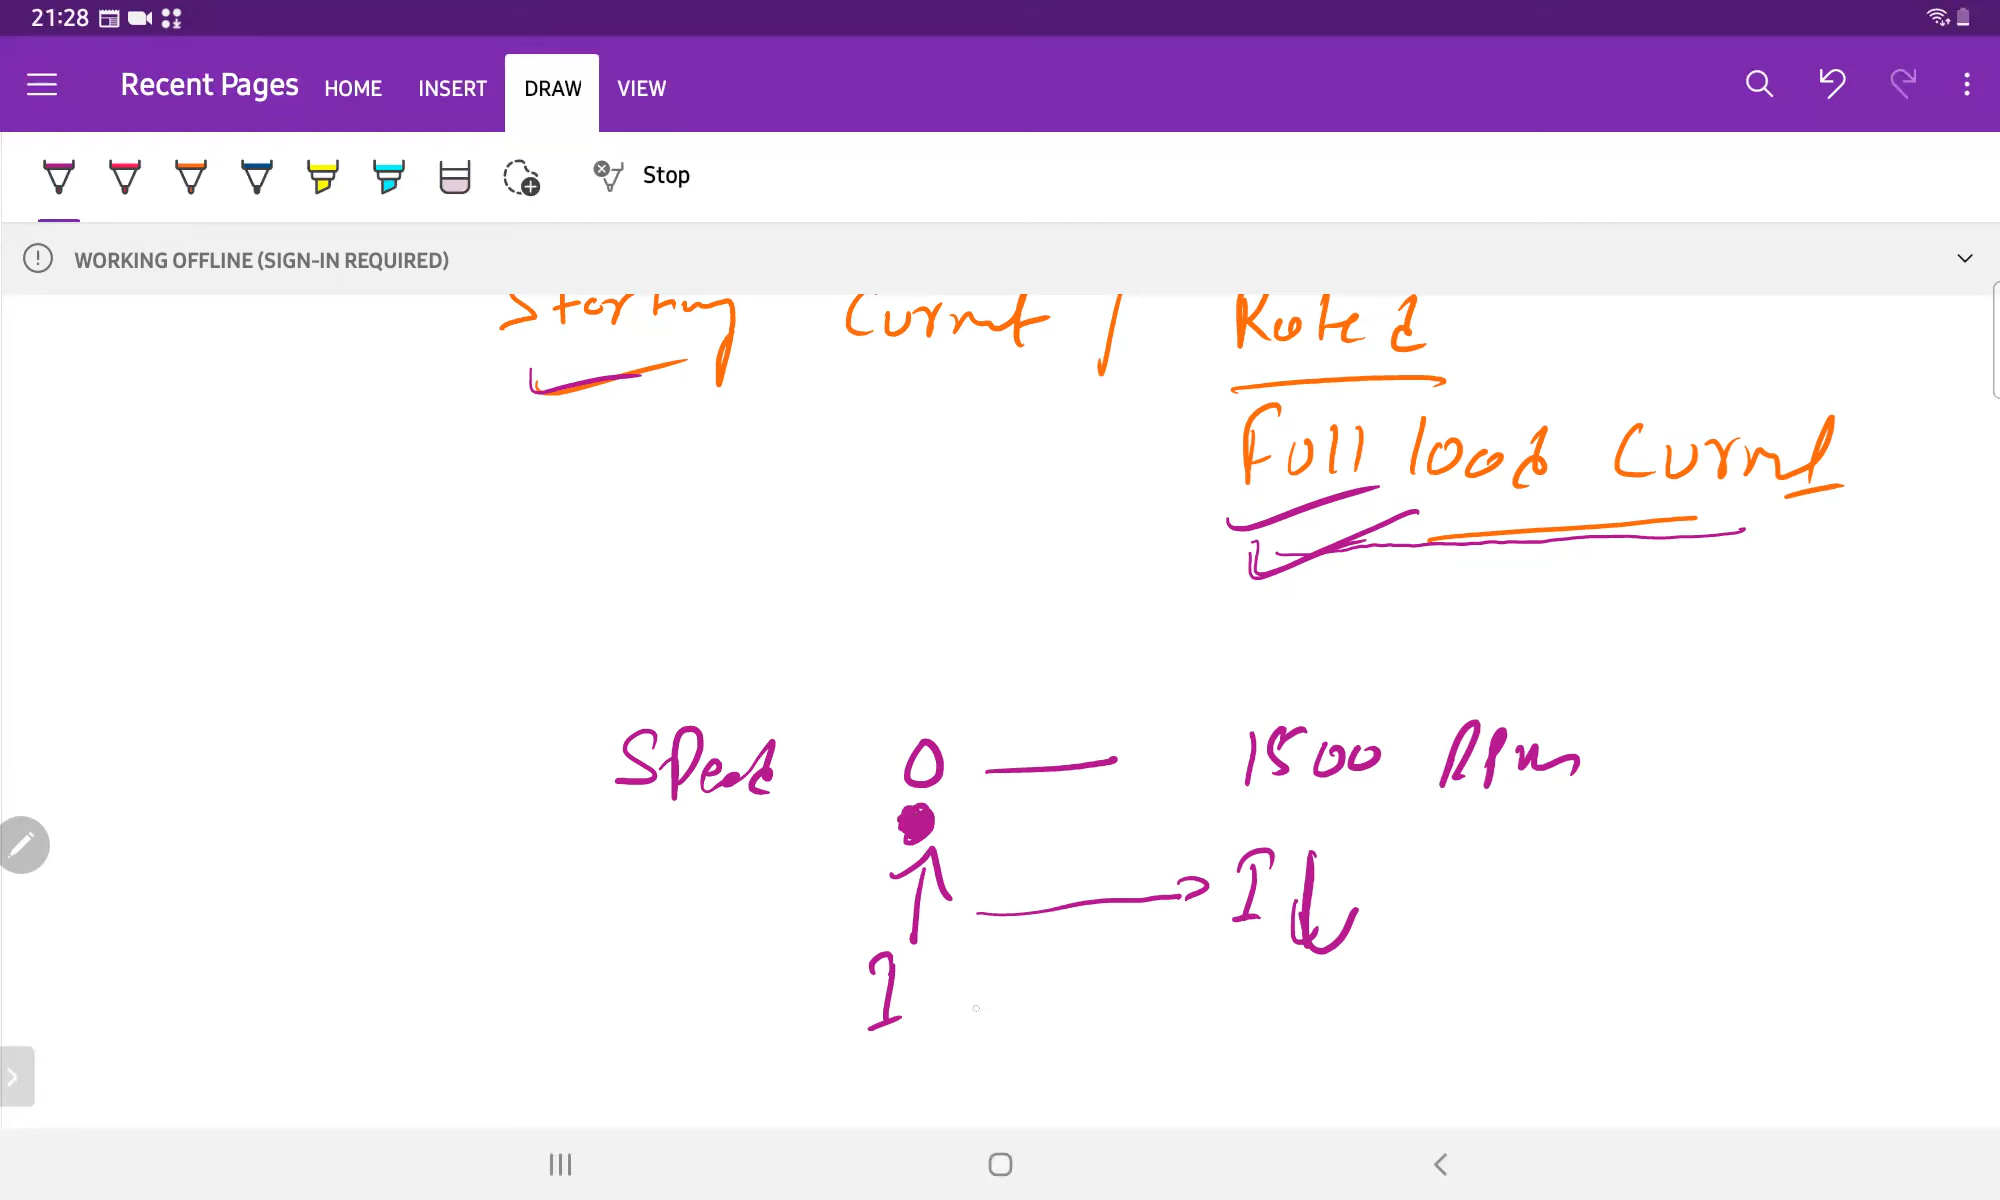 21:28
Recent Pages HOME INSERT DRAW VIEW
Stop
WORKING OFFLINE (SIGN-IN REQUIRED)
Starting Current / Rated
Full load Current
Speed 0 — 1500 RPM
I
I